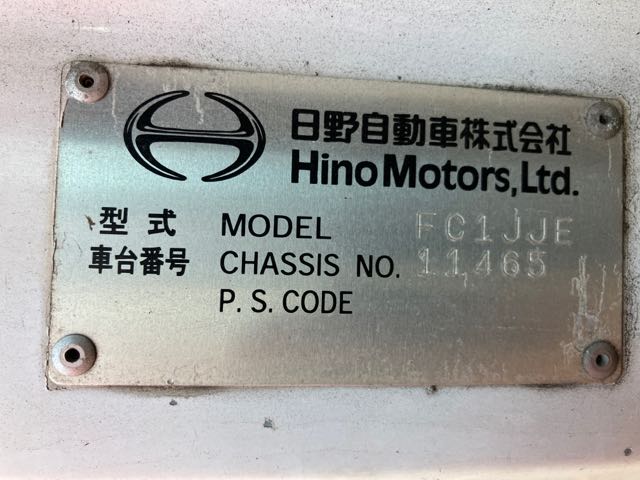 日野自動車株式会社
Hino Motors, Ltd.
型式 MODEL FC1JJE
車台番号 CHASSIS NO. 11465
P. S. CODE